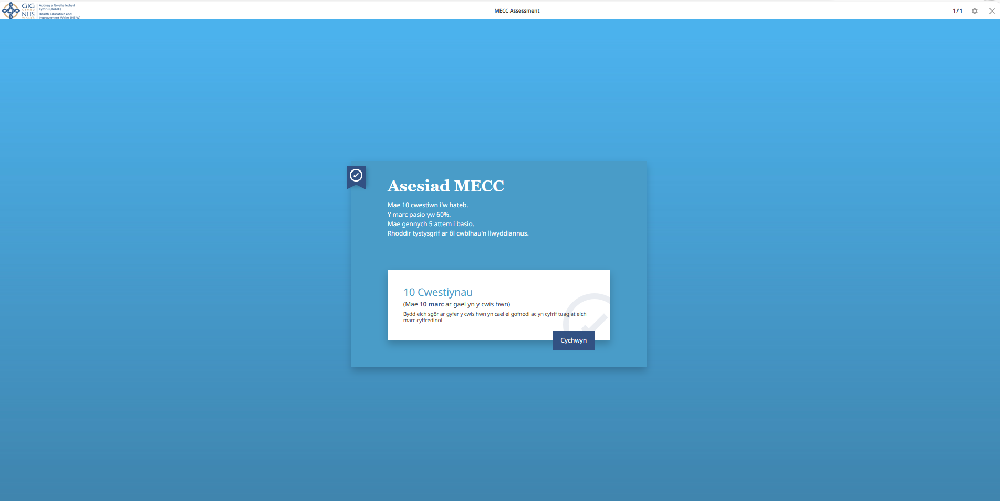 GIG
CYMRU
NHS
WALES
Addysg a Gwella Iechyd
Cymru (AaGIC)
Health Education and
Improvement Wales (HEIW)
MECC Assessment
1 / 1
Asesiad MECC
Mae 10 cwestiwn i'w hateb.
Y marc pasio yw 60%.
Mae gennych 5 attem i basio.
Rhoddir tystysgrif ar ôl cwblhau'n llwyddiannus.
10 Cwestiynau
(Mae 10 marc ar gael yn y cwis hwn)
Bydd eich sgôr ar gyfer y cwis hwn yn cael ei gofnodi ac yn cyfrif tuag at eich
marc cyffredinol
Cychwyn